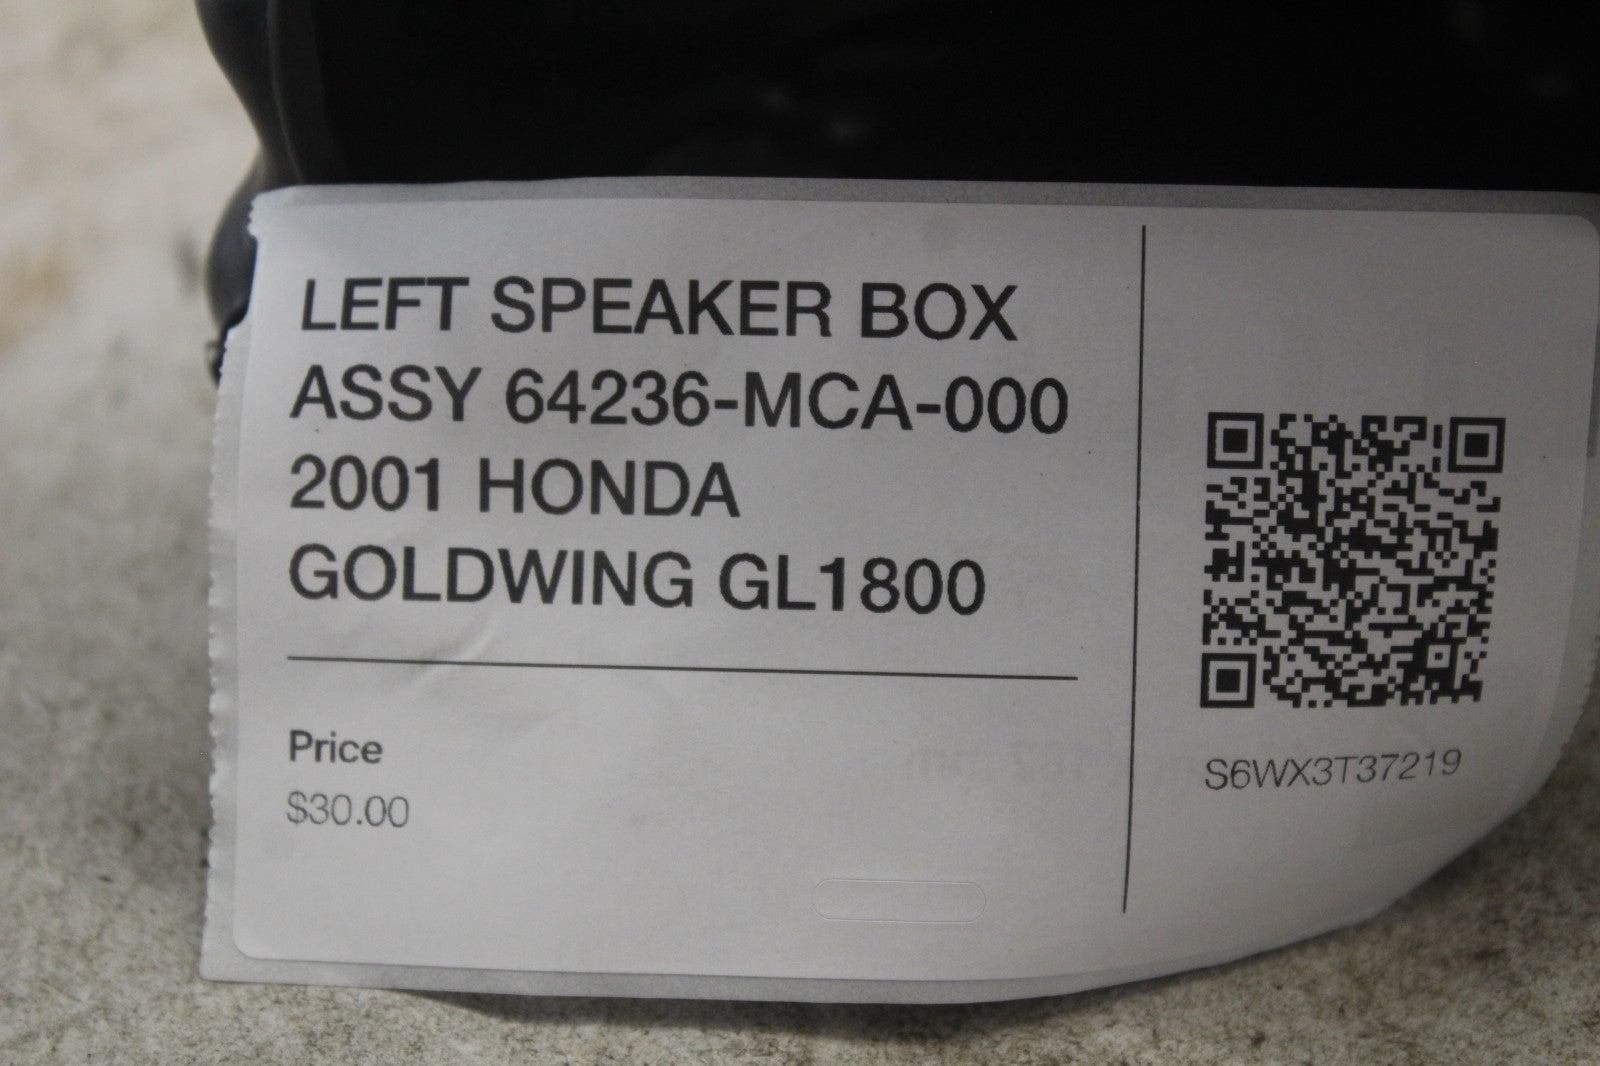 LEFT SPEAKER BOX
ASSY 64236-MCA-000
2001 HONDA
GOLDWING GL1800
Price
$30.00
S6WX3T37219